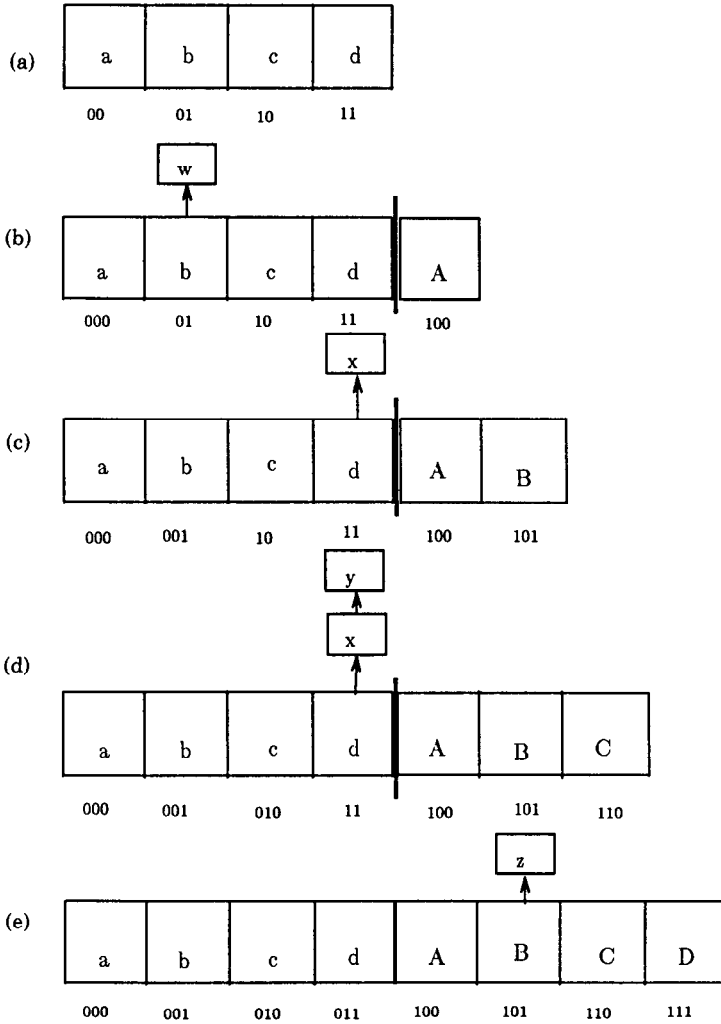 (a) a b c d
00 01 10 11
w
(b) a b c d A
000 01 10 11 100
x
(c) a b c d A B
000 001 10 11 100 101
y
x
(d) a b c d A B C
000 001 010 11 100 101 110
z
(e) a b c d A B C D
000 001 010 011 100 101 110 111